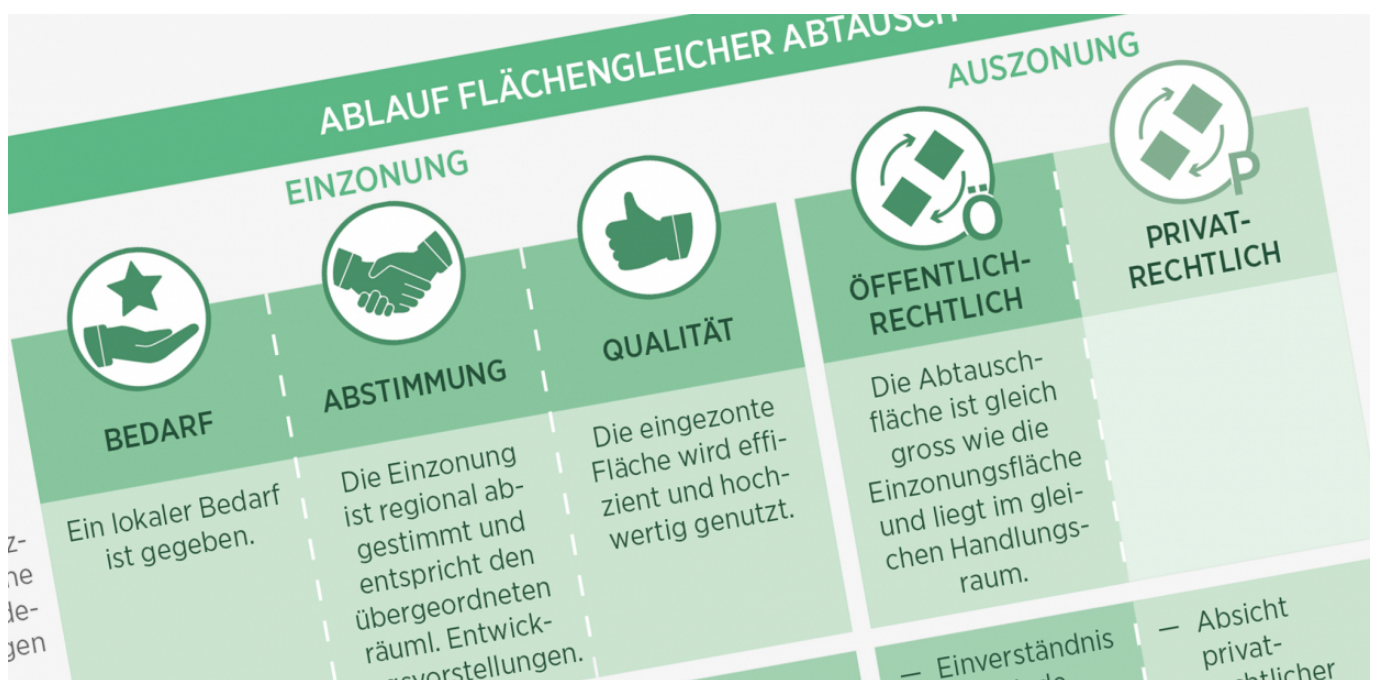 ABLAUF FLÄCHENGLEICHER ABTAUSCH
EINZONUNG
AUSZONUNG
BEDARF
Ein lokaler Bedarf
ist gegeben.
ABSTIMMUNG
Die Einzonung
ist regional ab-
gestimmt und
entspricht den
übergeordneten
räuml. Entwick-
gsvorstellungen.
QUALITÄT
Die eingezonte
Fläche wird effi-
zient und hoch-
wertig genutzt.
Ö
ÖFFENTLICH-
RECHTLICH
Die Abtausch-
fläche ist gleich
gross wie die
Einzonungsfläche
und liegt im glei-
chen Handlungs-
raum.
P
PRIVAT-
RECHTLICH
— Einverständnis
— Absicht
privat-